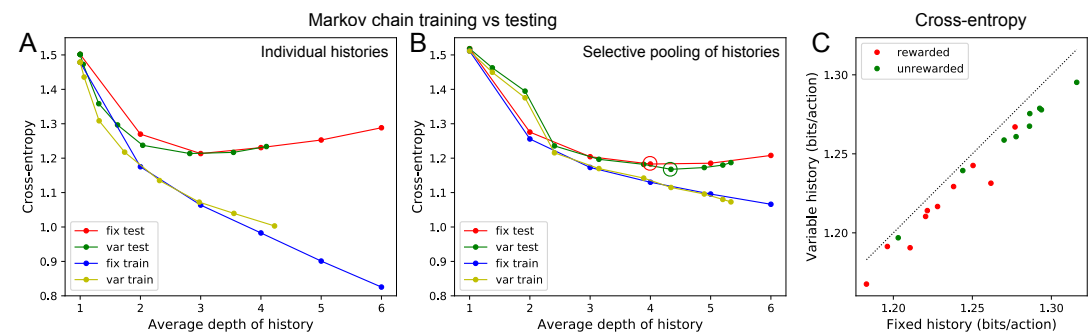 Markov chain training vs testing
Cross-entropy
A
Individual histories
B
Selective pooling of histories
C
1.5
1.4
1.3
1.2
1.1
1.0
0.9
0.8
Cross-entropy
fix test
var test
fix train
var train
1 2 3 4 5 6
Average depth of history
1.5
1.4
1.3
1.2
1.1
1.0
0.9
0.8
Cross-entropy
fix test
var test
fix train
var train
1 2 3 4 5 6
Average depth of history
rewarded
unrewarded
1.30
1.25
1.20
Variable history (bits/action)
1.20 1.25 1.30
Fixed history (bits/action)